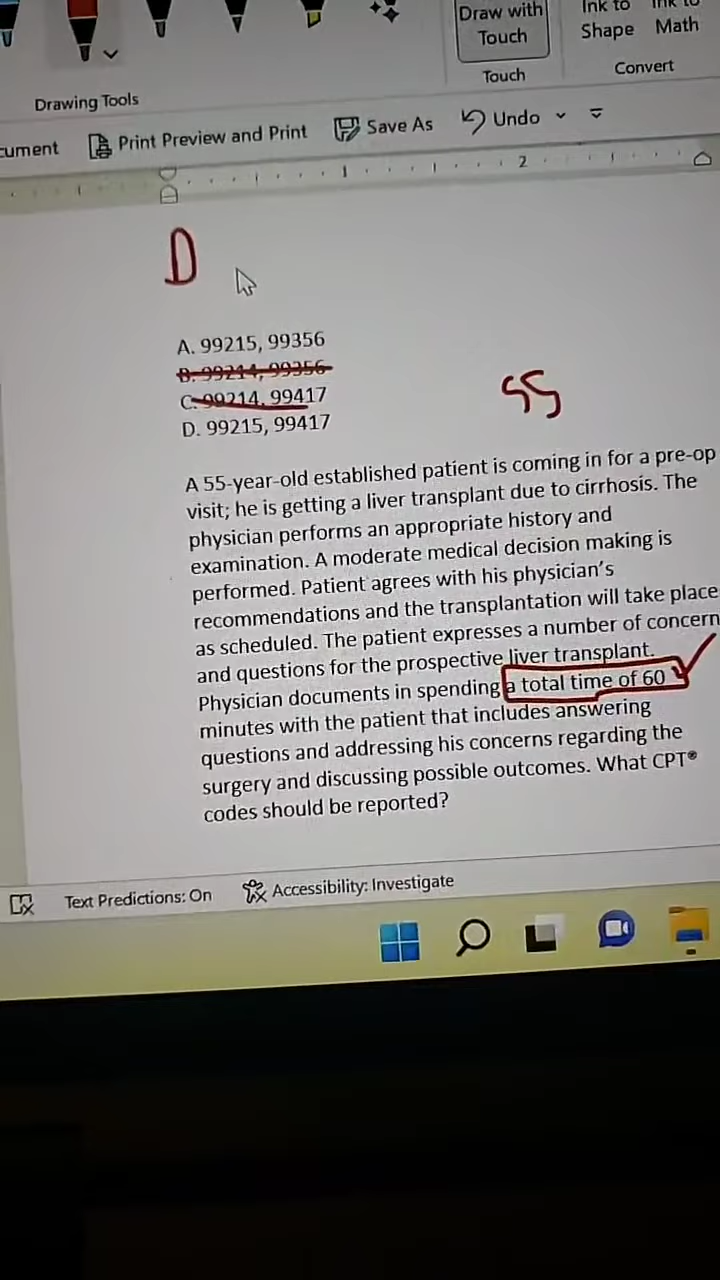 Draw with
Touch
Ink to
Shape
Ink to
Math
Drawing Tools
Touch
Convert
cument
Print Preview and Print
Save As
Undo
1
2
D
A. 99215, 99356
B. 99214, 99356
C. 99214, 99417
D. 99215, 99417
55
A 55-year-old established patient is coming in for a pre-op
visit; he is getting a liver transplant due to cirrhosis. The
physician performs an appropriate history and
examination. A moderate medical decision making is
performed. Patient agrees with his physician's
recommendations and the transplantation will take place
as scheduled. The patient expresses a number of concern
and questions for the prospective liver transplant.
Physician documents in spending a total time of 60
minutes with the patient that includes answering
questions and addressing his concerns regarding the
surgery and discussing possible outcomes. What CPT®
codes should be reported?
Text Predictions: On
Accessibility: Investigate